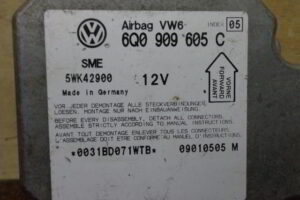 Airbag VW6 INDEX 05
6Q0 909 605 C
SME
5WK42900 12V
Made in Germany
VORNE
FORWARD
AVANT
VOR JEDER DEMONTAGE ALLE STECKVERBINDUNGEN
LOESEN, MONTAGE NUR NACH EINBAUANWEISUNG
BEFORE EVERY DISASSEMBLY, DETACH ALL CONNECTORS
ASSEMBLY ACCORDING TO MANUAL INSTRUCTIONS.
AVANT TOUT DEMONTAGE ENLEVER TOUS LES CONNECTEURS
L'ASSEMBLAGE DOIT ETRE CONFORME AU MANUEL D'INSTRUCTIONS.
*0031BD071WTB* 09010505 M